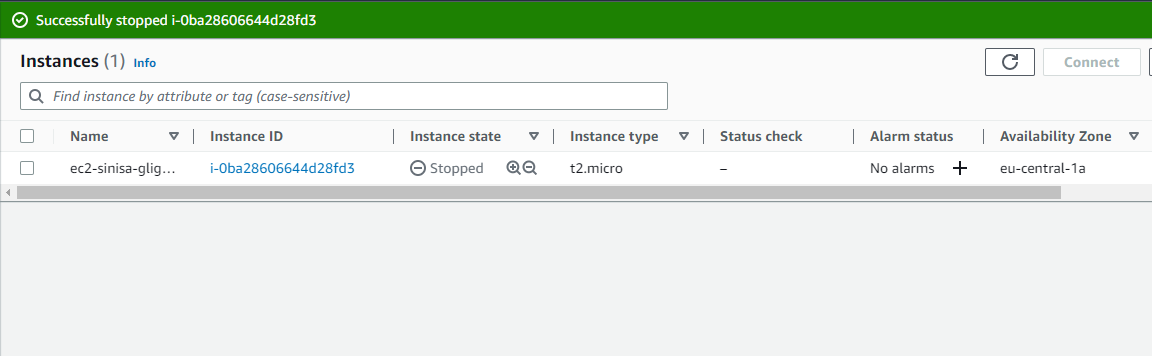 Successfully stopped i-0ba28606644d28fd3
Instances (1) Info
Connect
Find instance by attribute or tag (case-sensitive)
Name Instance ID Instance state Instance type Status check Alarm status Availability Zone
ec2-sinisa-glig... i-0ba28606644d28fd3 Stopped t2.micro – No alarms + eu-central-1a